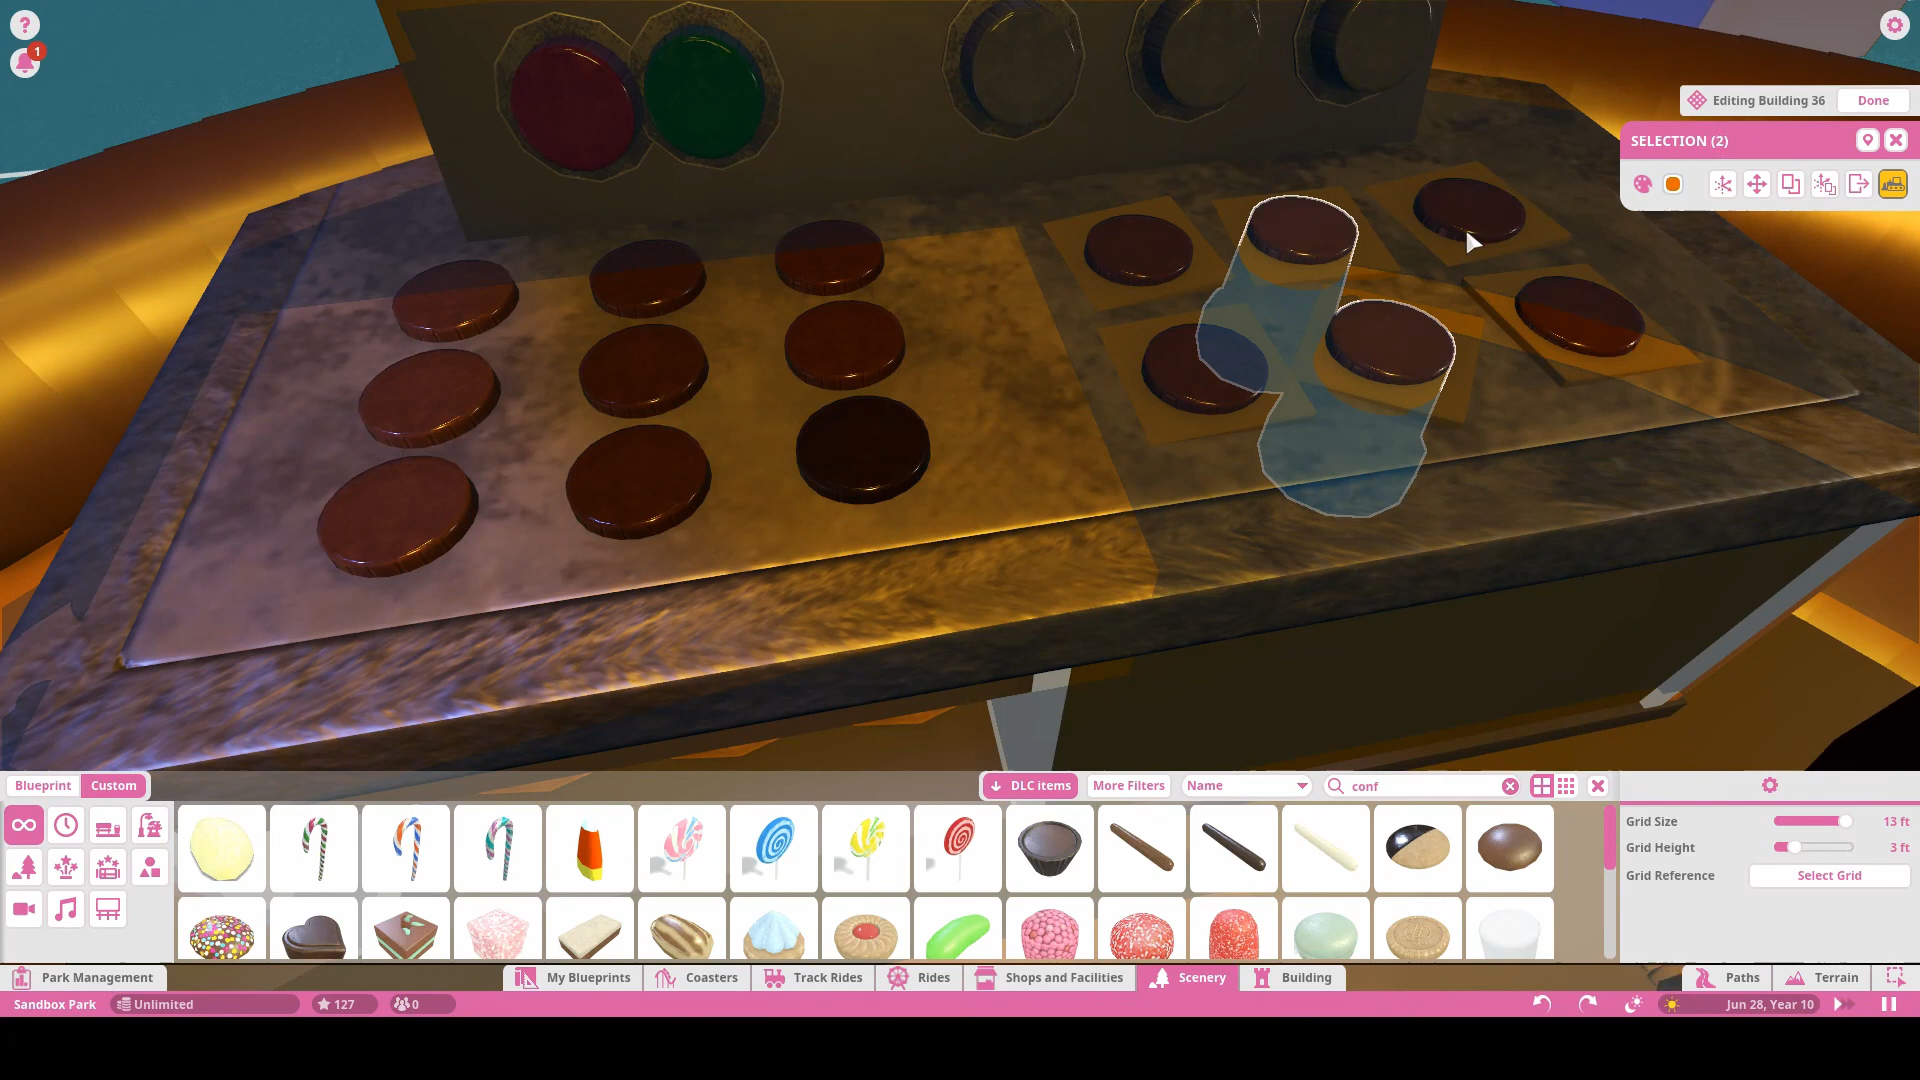 ?
1
Editing Building 36
Done
SELECTION (2)
Blueprint
Custom
DLC items
More Filters
Name
conf
Grid Size
13 ft
Grid Height
3 ft
Grid Reference
Select Grid
Park Management
My Blueprints
Coasters
Track Rides
Rides
Shops and Facilities
Scenery
Building
Paths
Terrain
Sandbox Park
Unlimited
127
0
Jun 28, Year 10